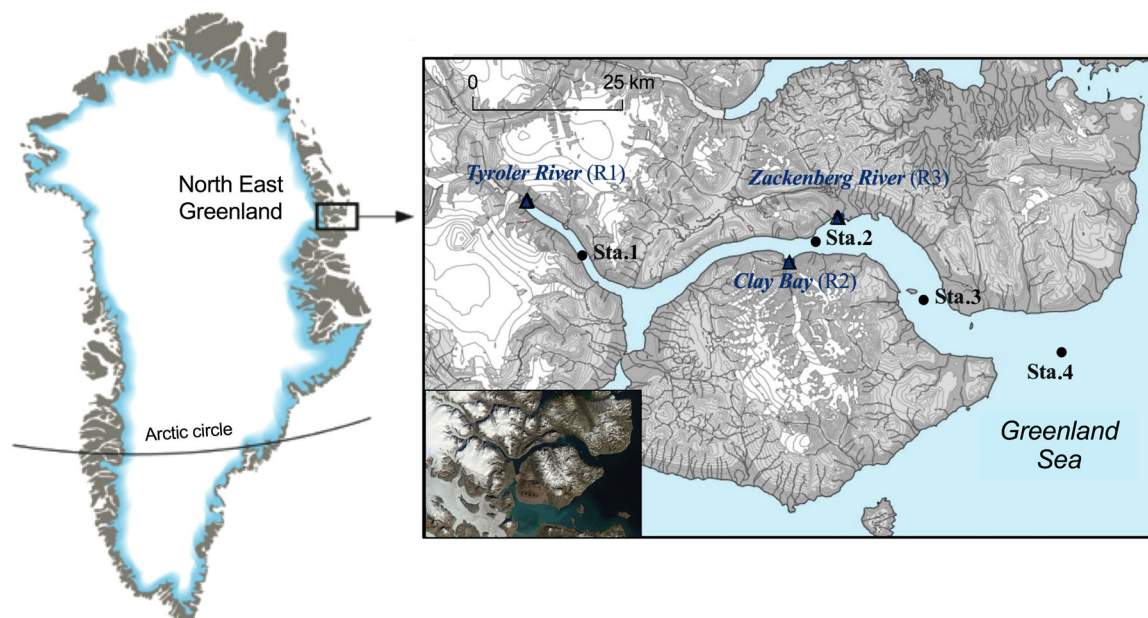 North East
Greenland
Arctic circle
0 25 km
Tyroler River (R1)
Zackenberg River (R3)
Sta.1
Sta.2
Clay Bay (R2)
Sta.3
Sta.4
Greenland
Sea